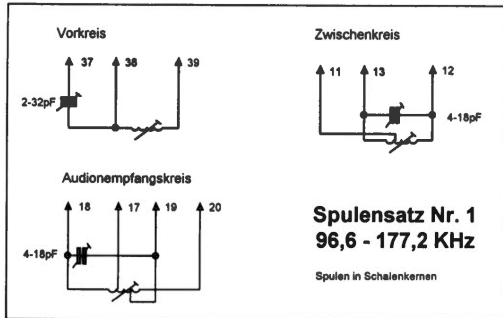 Vorkreis
37 38 39
2-32pF
Zwischenkreis
11 13 12
4-18pF
Audionempfangskreis
18 17 19 20
4-18pF
Spulensatz Nr. 1
96,6 - 177,2 KHz
Spulen in Schalenkernen